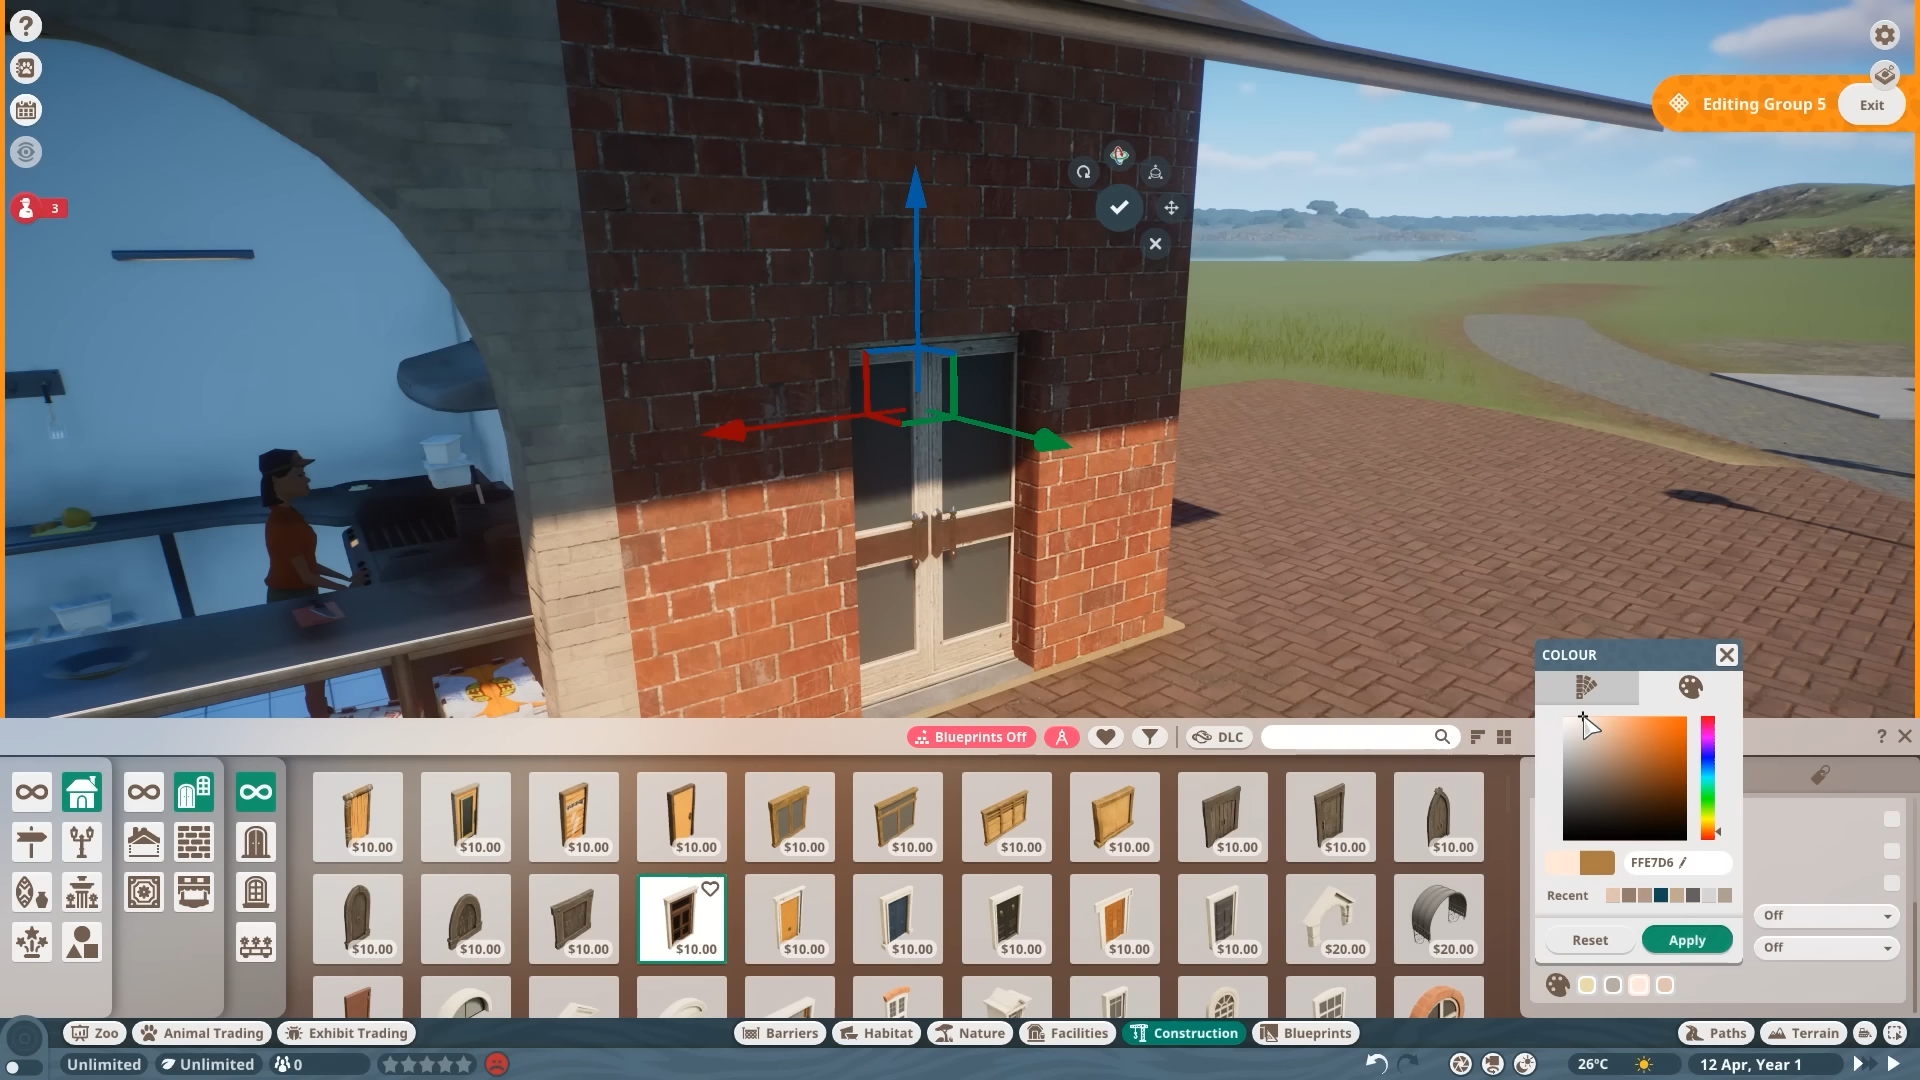 ?
Editing Group 5
Exit
3
COLOUR
Blueprints Off
DLC
?
$10.00 $10.00 $10.00 $10.00 $10.00 $10.00 $10.00 $10.00 $10.00 $10.00 $10.00
FFE7D6
Recent
$10.00 $10.00 $10.00 $10.00 $10.00 $10.00 $10.00 $10.00 $10.00 $20.00 $20.00
Off
Reset Apply
Off
Zoo Animal Trading Exhibit Trading Barriers Habitat Nature Facilities Construction Blueprints Paths Terrain
Unlimited Unlimited 0 26°C 12 Apr, Year 1